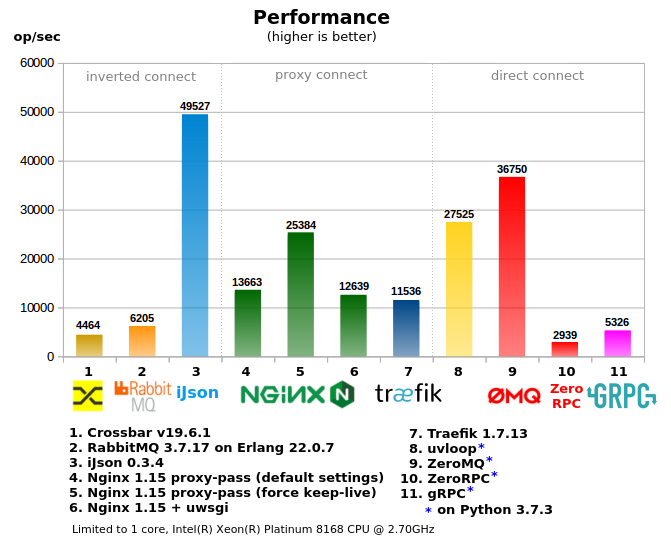 Performance
(higher is better)
op/sec
60000
50000
40000
30000
20000
10000
0
inverted connect
proxy connect
direct connect
4464
6205
49527
13663
25384
12639
11536
27525
36750
2939
5326
1 2 3 4 5 6 7 8 9 10 11
RabbitMQ
iJson
NGiNX
N
træfik
ØMQ
Zero
RPC
GRPC
1. Crossbar v19.6.1
2. RabbitMQ 3.7.17 on Erlang 22.0.7
3. iJson 0.3.4
4. Nginx 1.15 proxy-pass (default settings)
5. Nginx 1.15 proxy-pass (force keep-live)
6. Nginx 1.15 + uwsgi
7. Traefik 1.7.13
8. uvloop*
9. ZeroMQ*
10. ZeroRPC*
11. gRPC*
* on Python 3.7.3
Limited to 1 core, Intel(R) Xeon(R) Platinum 8168 CPU @ 2.70GHz